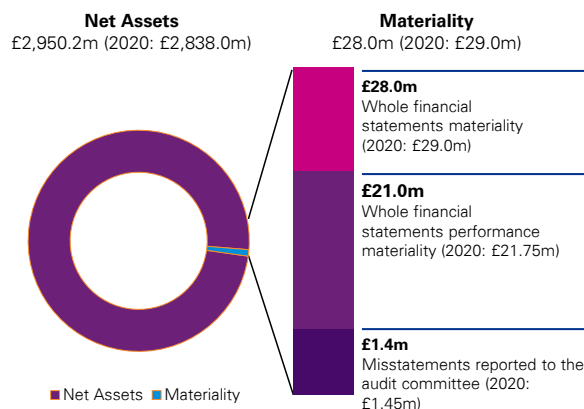 Net Assets
£2,950.2m (2020: £2,838.0m)
Materiality
£28.0m (2020: £29.0m)
£28.0m
Whole financial
statements materiality
(2020: £29.0m)
£21.0m
Whole financial
statements performance
materiality (2020: £21.75m)
£1.4m
Misstatements reported to the
audit committee (2020:
£1.45m)
Net Assets
Materiality